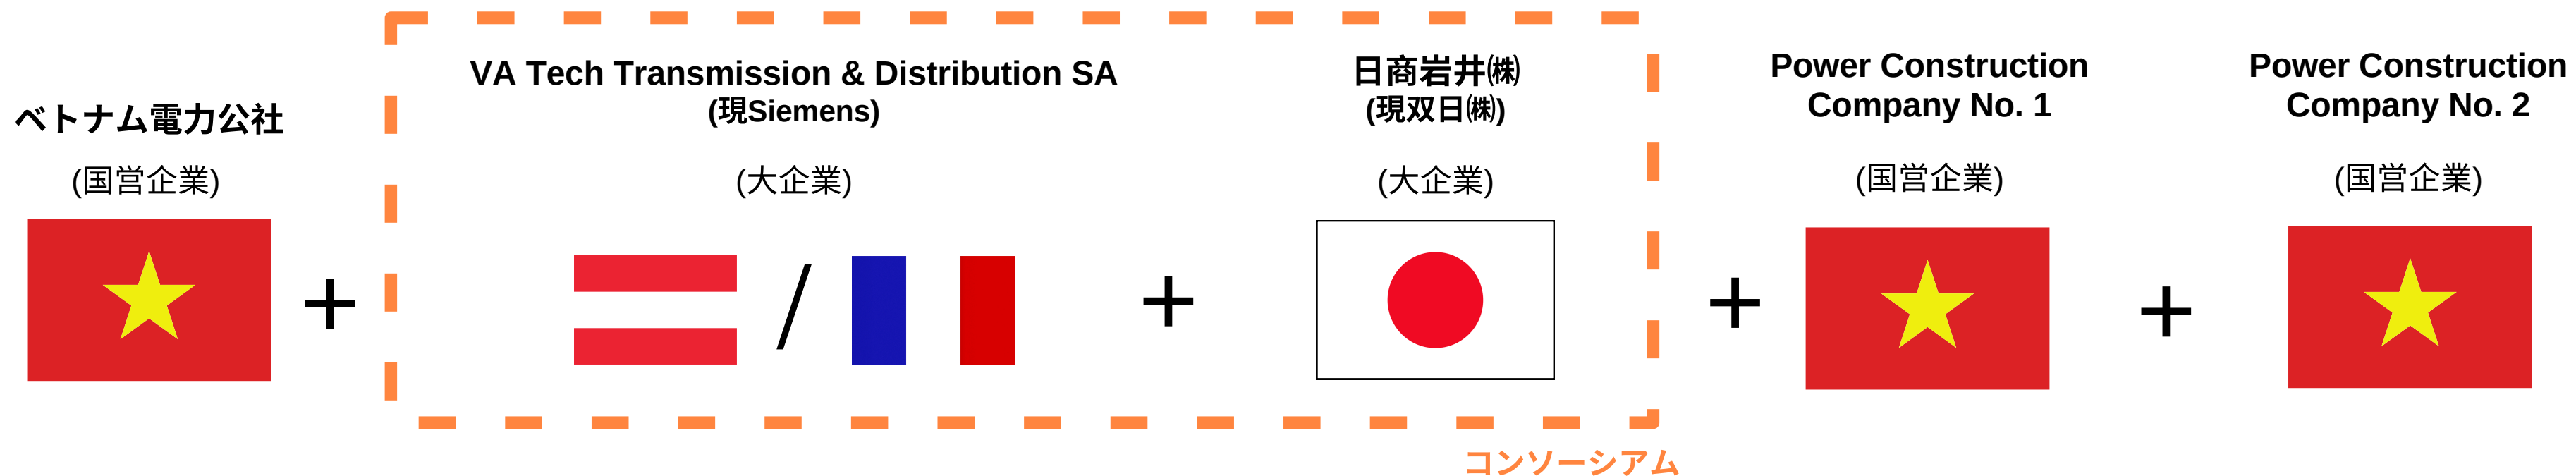 ベトナム電力公社
(国営企業)
VA Tech Transmission & Distribution SA
(現Siemens)
(大企業)
日商岩井㈱
(現双日㈱)
(大企業)
Power Construction
Company No. 1
(国営企業)
Power Construction
Company No. 2
(国営企業)
+
/
+
+
+
コンソーシアム